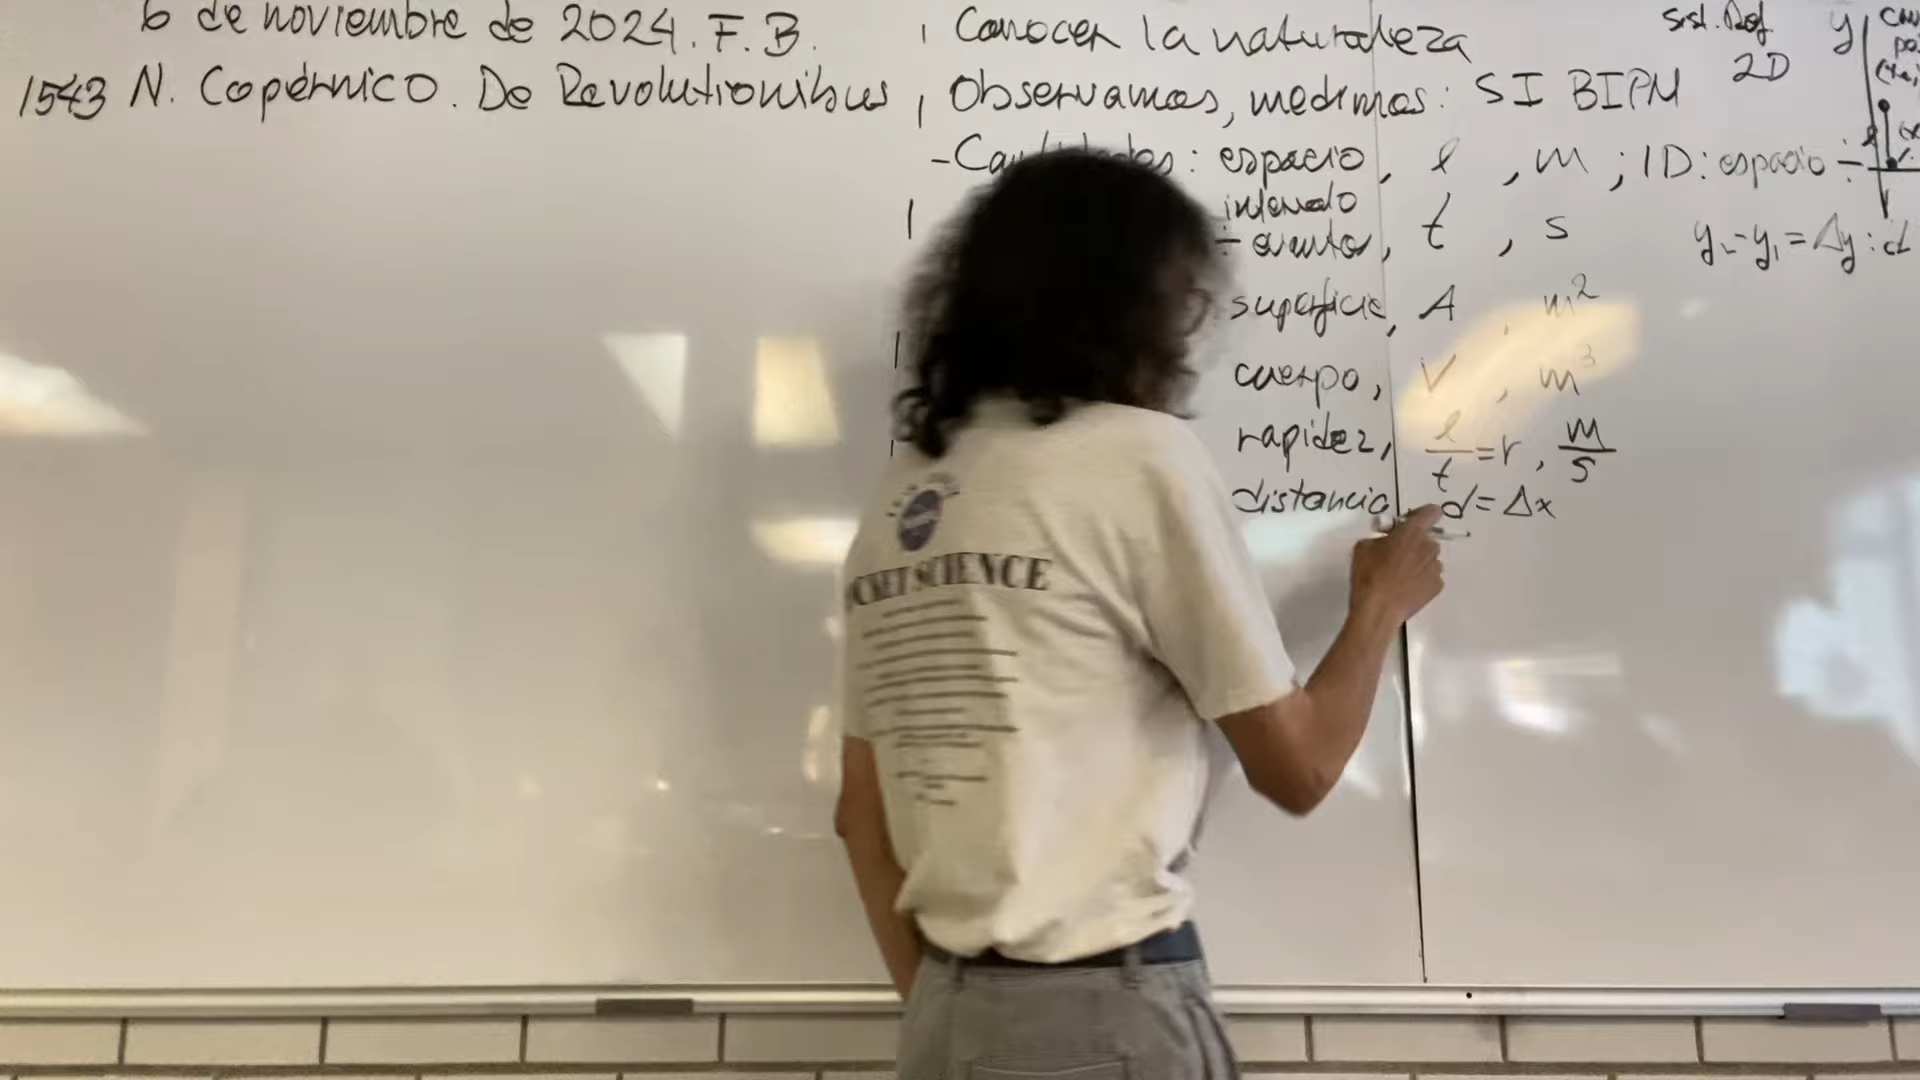 6 de noviembre de 2024. F. B.
1543 N. Copérnico. De Revolutionibus
Conocer la naturaleza
Observamos, medimos: SI BIPM
: espacio, l, m; 1D: espacio ÷
intervalo
÷ eventos, t, s
superficie, A, m²
cuerpo, V, m³
rapidez, l/t = r, m/s
distancia, d = Δx
Sist. Ref.
2D
y
y₂ - y₁ = Δy : d
SCIENCE